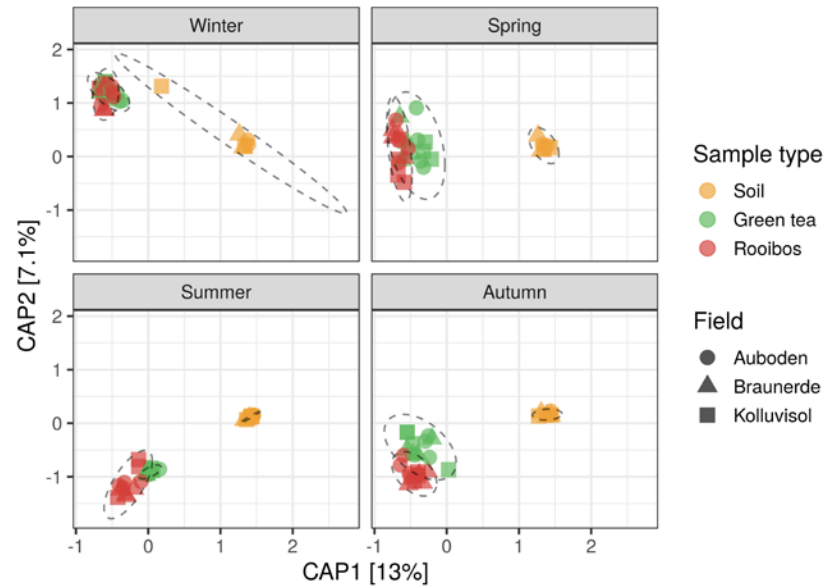 Winter
Spring
2
1
0
-1
Summer
Autumn
2
1
0
-1
-1
0
1
2
-1
0
1
2
CAP1 [13%]
CAP2 [7.1%]
Sample type
Soil
Green tea
Rooibos
Field
Auboden
Braunerde
Kolluvisol